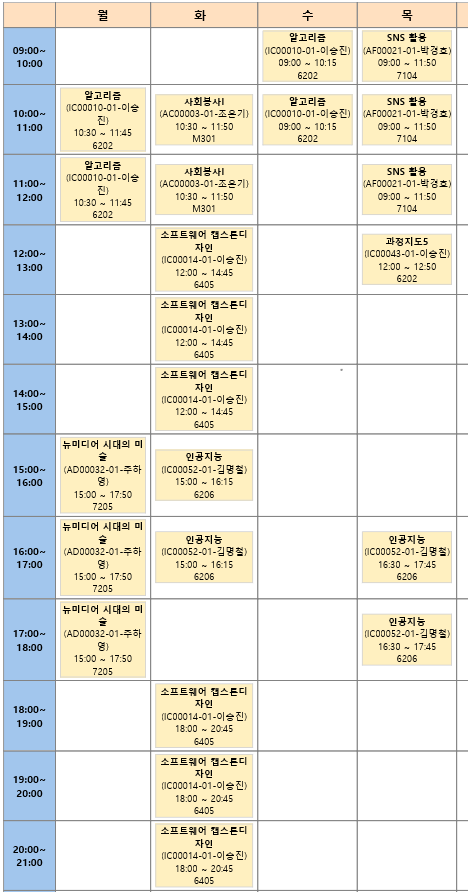 월 화 수 목
09:00~
10:00
알고리즘
(IC00010-01-이승진)
09:00 ~ 10:15
6202
SNS 활용
(AF00021-01-박경호)
09:00 ~ 11:50
7104
10:00~
11:00
알고리즘
(IC00010-01-이승
진)
10:30 ~ 11:45
6202
사회봉사I
(AC00003-01-조은기)
10:30 ~ 11:50
M301
알고리즘
(IC00010-01-이승진)
09:00 ~ 10:15
6202
SNS 활용
(AF00021-01-박경호)
09:00 ~ 11:50
7104
11:00~
12:00
알고리즘
(IC00010-01-이승
진)
10:30 ~ 11:45
6202
사회봉사I
(AC00003-01-조은기)
10:30 ~ 11:50
M301
SNS 활용
(AF00021-01-박경호)
09:00 ~ 11:50
7104
12:00~
13:00
소프트웨어 캡스톤디
자인
(IC00014-01-이승진)
12:00 ~ 14:45
6405
과정지도5
(IC00043-01-이승진)
12:00 ~ 12:50
6202
13:00~
14:00
소프트웨어 캡스톤디
자인
(IC00014-01-이승진)
12:00 ~ 14:45
6405
14:00~
15:00
소프트웨어 캡스톤디
자인
(IC00014-01-이승진)
12:00 ~ 14:45
6405
15:00~
16:00
뉴미디어 시대의 미
술
(AD00032-01-주하
영)
15:00 ~ 17:50
7205
인공지능
(IC00052-01-김명철)
15:00 ~ 16:15
6206
16:00~
17:00
뉴미디어 시대의 미
술
(AD00032-01-주하
영)
15:00 ~ 17:50
7205
인공지능
(IC00052-01-김명철)
15:00 ~ 16:15
6206
인공지능
(IC00052-01-김명철)
16:30 ~ 17:45
6206
17:00~
18:00
뉴미디어 시대의 미
술
(AD00032-01-주하
영)
15:00 ~ 17:50
7205
인공지능
(IC00052-01-김명철)
16:30 ~ 17:45
6206
18:00~
19:00
소프트웨어 캡스톤디
자인
(IC00014-01-이승진)
18:00 ~ 20:45
6405
19:00~
20:00
소프트웨어 캡스톤디
자인
(IC00014-01-이승진)
18:00 ~ 20:45
6405
20:00~
21:00
소프트웨어 캡스톤디
자인
(IC00014-01-이승진)
18:00 ~ 20:45
6405